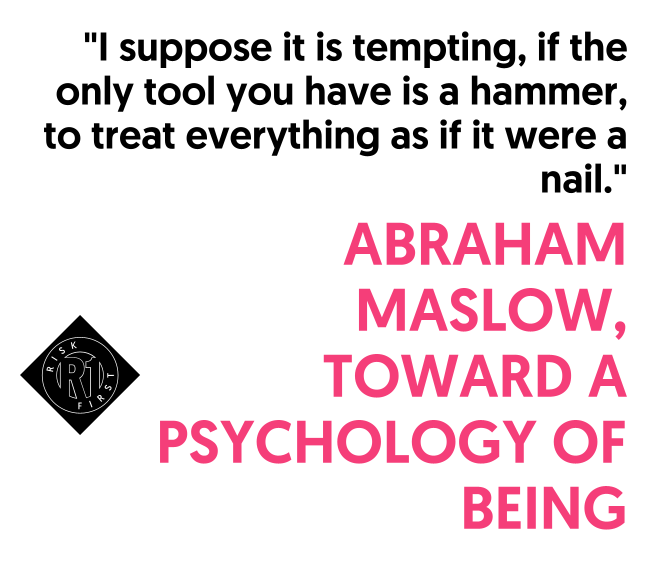 "I suppose it is tempting, if the
only tool you have is a hammer,
to treat everything as if it were a
nail."
ABRAHAM
MASLOW,
TOWARD A
PSYCHOLOGY OF
BEING
RISK
R1
FIRST